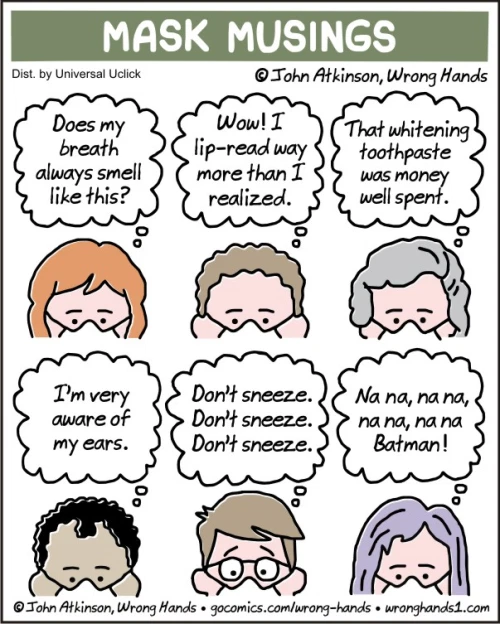 MASK MUSINGS
Dist. by Universal Uclick
© John Atkinson, Wrong Hands
Does my
breath
always smell
like this?
Wow! I
lip-read way
more than I
realized.
That whitening
toothpaste
was money
well spent.
I'm very
aware of
my ears.
Don't sneeze.
Don't sneeze.
Don't sneeze.
Na na, na na,
na na, na na
Batman!
© John Atkinson, Wrong Hands • gocomics.com/wrong-hands • wronghands1.com